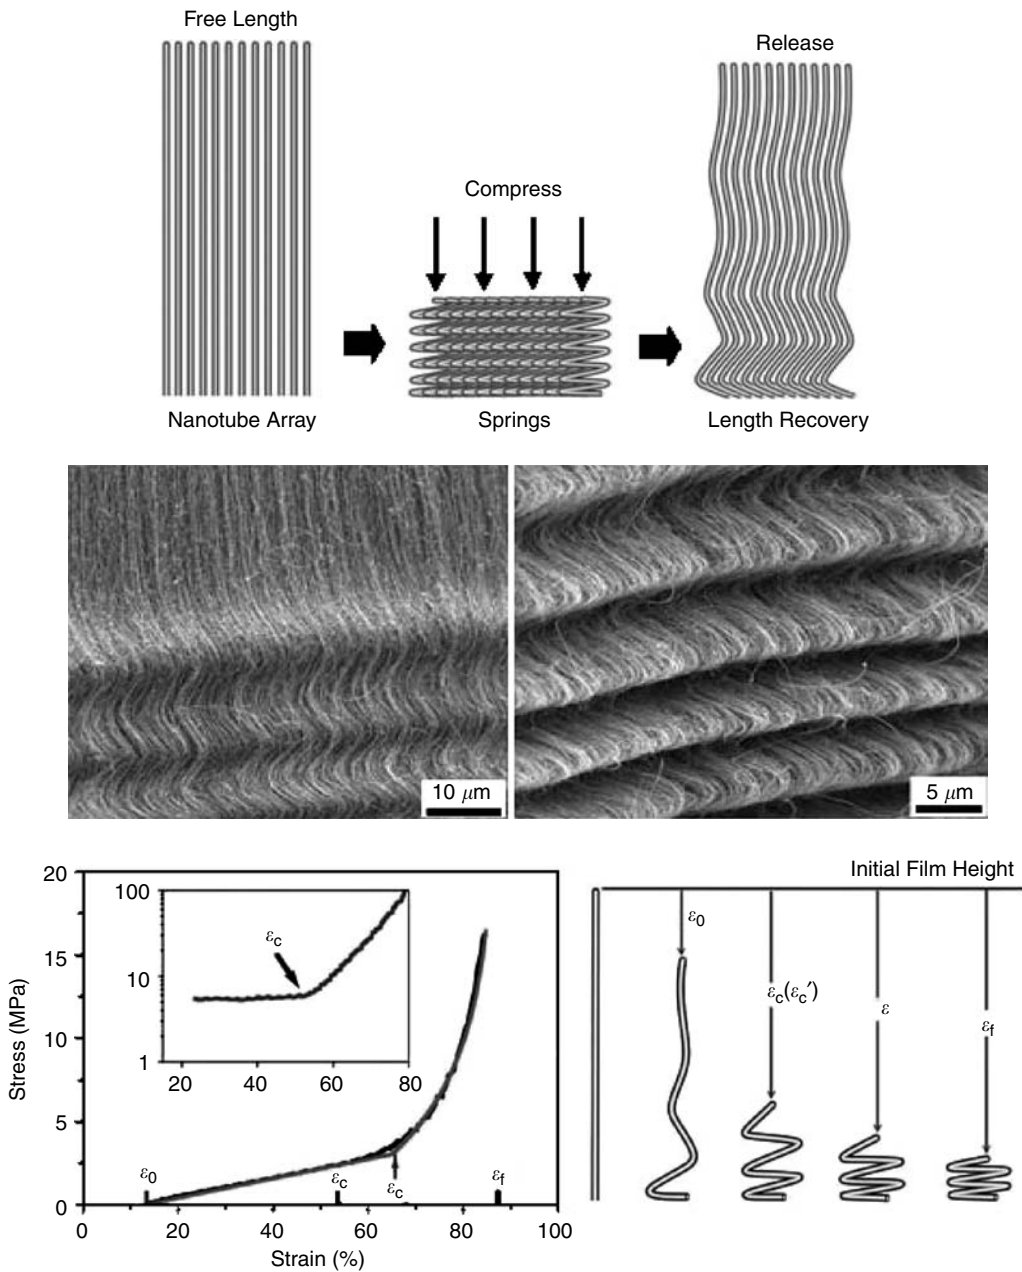 Free Length
Release
Compress
Nanotube Array
Springs
Length Recovery
10 μm
5 μm
20
15
10
5
0
Stress (MPa)
0
20
40
60
80
100
Strain (%)
ε0
εc
εc
εf
100
10
1
20
40
60
80
εc
Initial Film Height
ε0
εc(εc′)
ε
εf